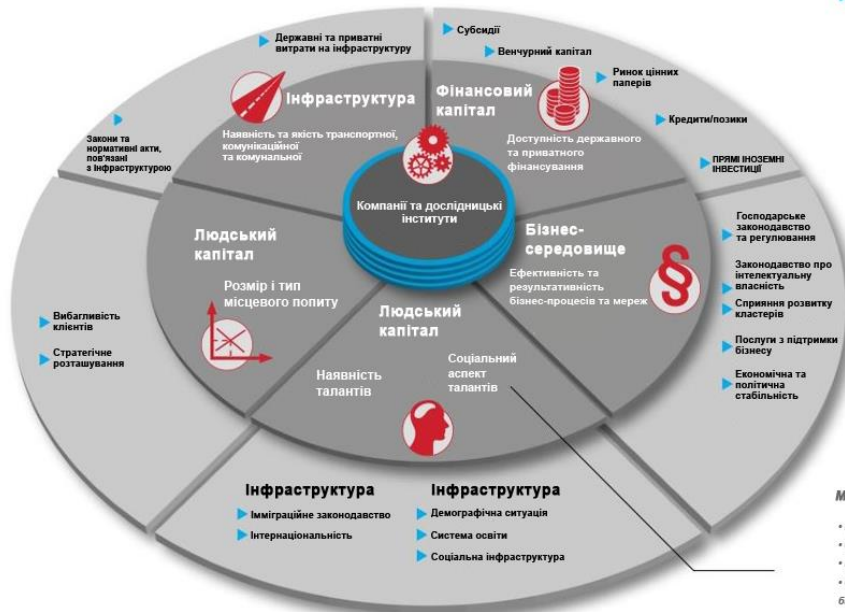 Державні та приватні
витрати на інфраструктуру
Закони та
нормативні акти,
пов'язані
з Інфраструктурою
Інфраструктура
Наявність та якість транспортної,
комунікаційної
та комунальної
Субсидії
Венчурний капітал
Ринок цінних
паперів
Кредити/позики
ПРЯМІ ІНОЗЕМНІ
ІНВЕСТИЦІЇ
Фінансовий
капітал
Доступність державного
та приватного
фінансування
Компанії та дослідницькі
інститути
Людський
капітал
Розмір і тип
місцевого попиту
Вибагливість
клієнтів
Стратегічне
розташування
Бізнес-
середовище
Ефективність та
результативність
бізнес-процесів та мереж
Господарське
законодавство
та регулювання
Законодавство про
інтелектуальну
власність
Сприяння розвитку
кластерів
Послуги з підтримки
бізнесу
Економічна та
політична
стабільність
Людський
капітал
Наявність
талантів
Соціальний
аспект
талантів
Інфраструктура
Імміграційне законодавство
Інтернаціональність
Інфраструктура
Демографічна ситуація
Система освіти
Соціальна інфраструктура